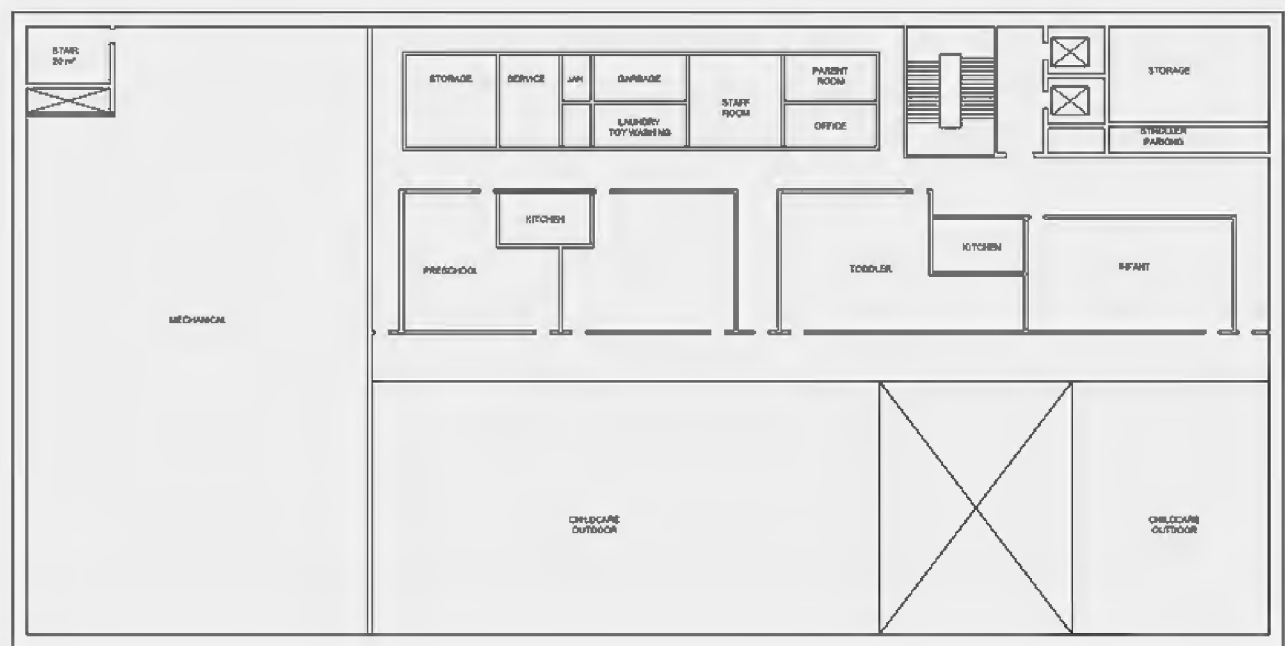 STAIR
20 m²
STORAGE
SERVICE
JAN
GARBAGE
LAUNDRY
TOY WASHING
STAFF
ROOM
PARENT
ROOM
OFFICE
STORAGE
STROLLER
PARKING
KITCHEN
PRESCHOOL
TODDLER
KITCHEN
INFANT
MECHANICAL
CHILDCARE
OUTDOOR
CHILDCARE
OUTDOOR